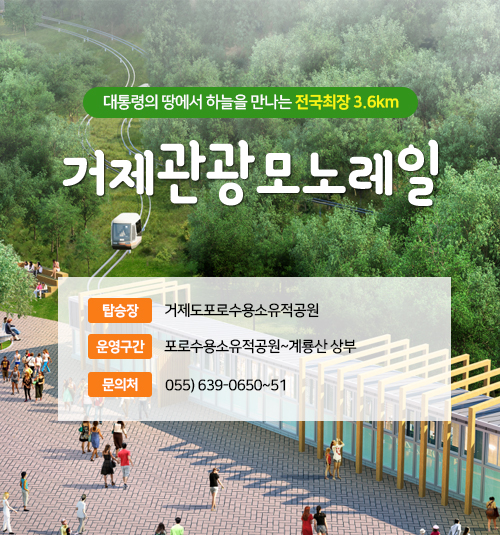 대통령의 땅에서 하늘을 만나는 전국최장 3.6km
거제관광모노레일
탑승장 거제도포로수용소유적공원
운영구간 포로수용소유적공원~계룡산 상부
문의처 055) 639-0650~51